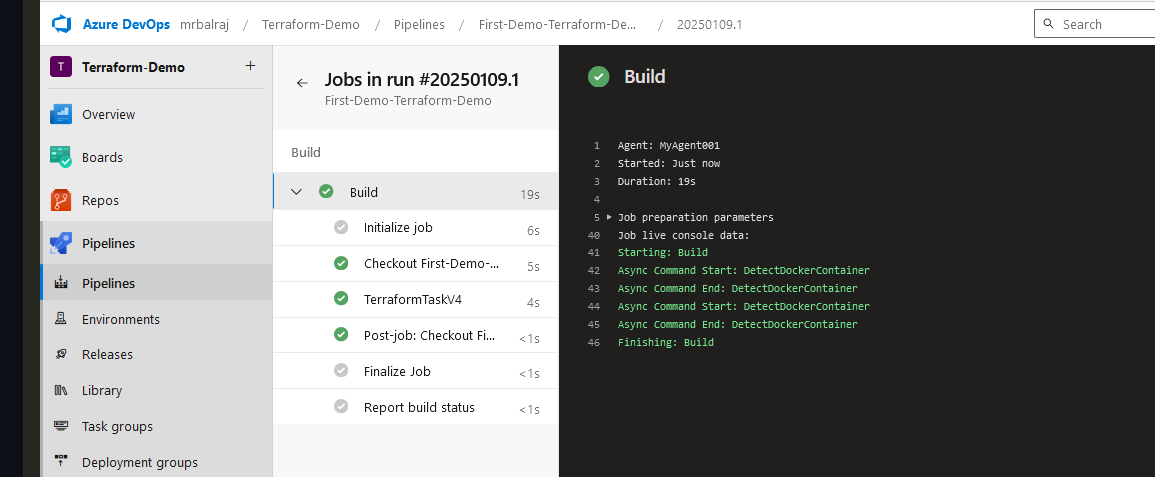 Azure DevOps mrbalraj / Terraform-Demo / Pipelines / First-Demo-Terraform-De... / 20250109.1
Search
T Terraform-Demo +
Overview
Boards
Repos
Pipelines
Pipelines
Environments
Releases
Library
Task groups
Deployment groups
Jobs in run #20250109.1
First-Demo-Terraform-Demo
Build
Build 19s
Initialize job 6s
Checkout First-Demo-... 5s
TerraformTaskV4 4s
Post-job: Checkout Fi... <1s
Finalize Job <1s
Report build status <1s
Build
1 Agent: MyAgent001
2 Started: Just now
3 Duration: 19s
4
5 Job preparation parameters
40 Job live console data:
41 Starting: Build
42 Async Command Start: DetectDockerContainer
43 Async Command End: DetectDockerContainer
44 Async Command Start: DetectDockerContainer
45 Async Command End: DetectDockerContainer
46 Finishing: Build